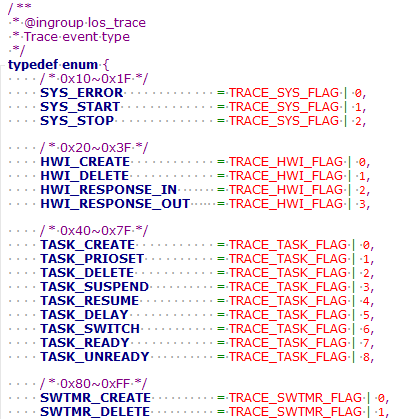 /**
 * @ingroup los_trace
 * Trace event type
 */
typedef enum {
    /* 0x10~0x1F */
    SYS_ERROR = TRACE_SYS_FLAG | 0,
    SYS_START = TRACE_SYS_FLAG | 1,
    SYS_STOP = TRACE_SYS_FLAG | 2,

    /* 0x20~0x3F */
    HWI_CREATE = TRACE_HWI_FLAG | 0,
    HWI_DELETE = TRACE_HWI_FLAG | 1,
    HWI_RESPONSE_IN = TRACE_HWI_FLAG | 2,
    HWI_RESPONSE_OUT = TRACE_HWI_FLAG | 3,

    /* 0x40~0x7F */
    TASK_CREATE = TRACE_TASK_FLAG | 0,
    TASK_PRIOSET = TRACE_TASK_FLAG | 1,
    TASK_DELETE = TRACE_TASK_FLAG | 2,
    TASK_SUSPEND = TRACE_TASK_FLAG | 3,
    TASK_RESUME = TRACE_TASK_FLAG | 4,
    TASK_DELAY = TRACE_TASK_FLAG | 5,
    TASK_SWITCH = TRACE_TASK_FLAG | 6,
    TASK_READY = TRACE_TASK_FLAG | 7,
    TASK_UNREADY = TRACE_TASK_FLAG | 8,

    /* 0x80~0xFF */
    SWTMR_CREATE = TRACE_SWTMR_FLAG | 0,
    SWTMR_DELETE = TRACE_SWTMR_FLAG | 1,